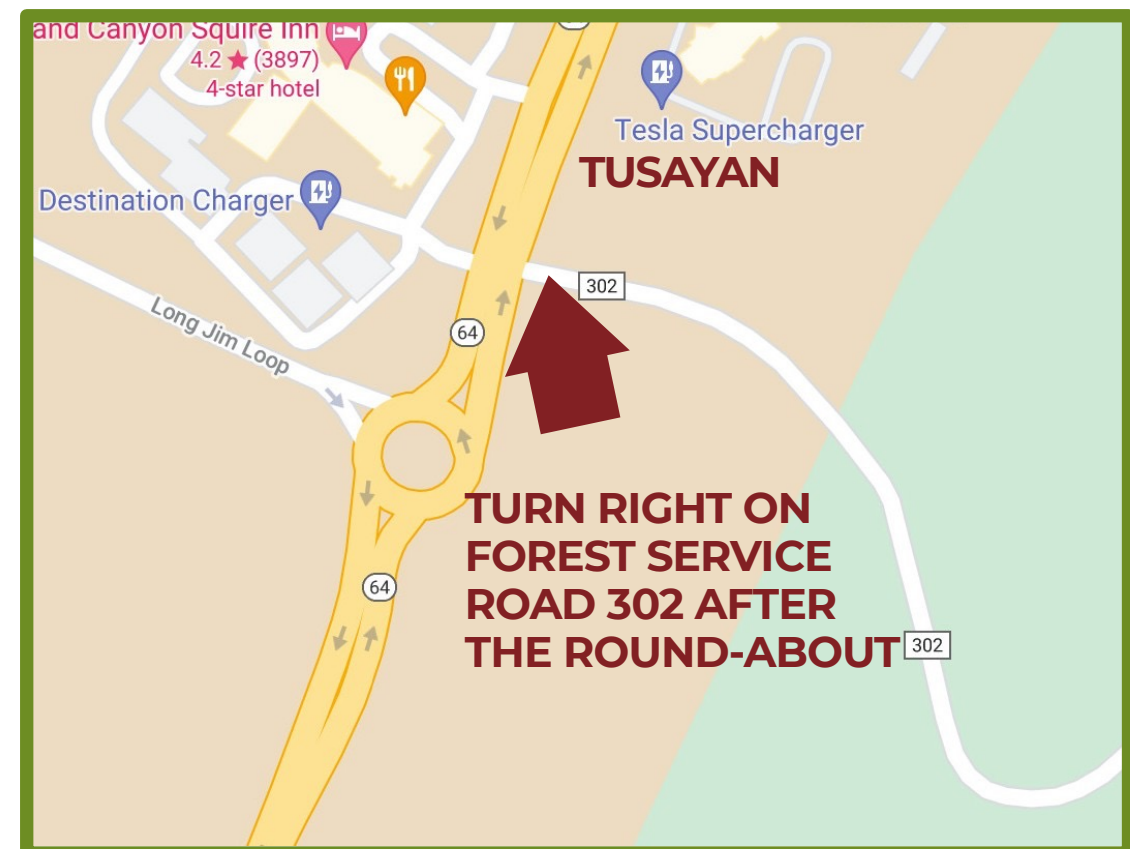 and Canyon Squire Inn
4.2 ★ (3897)
4-star hotel
Tesla Supercharger
TUSAYAN
Destination Charger
302
Long Jim Loop
64
TURN RIGHT ON
FOREST SERVICE
ROAD 302 AFTER
THE ROUND-ABOUT
302
64